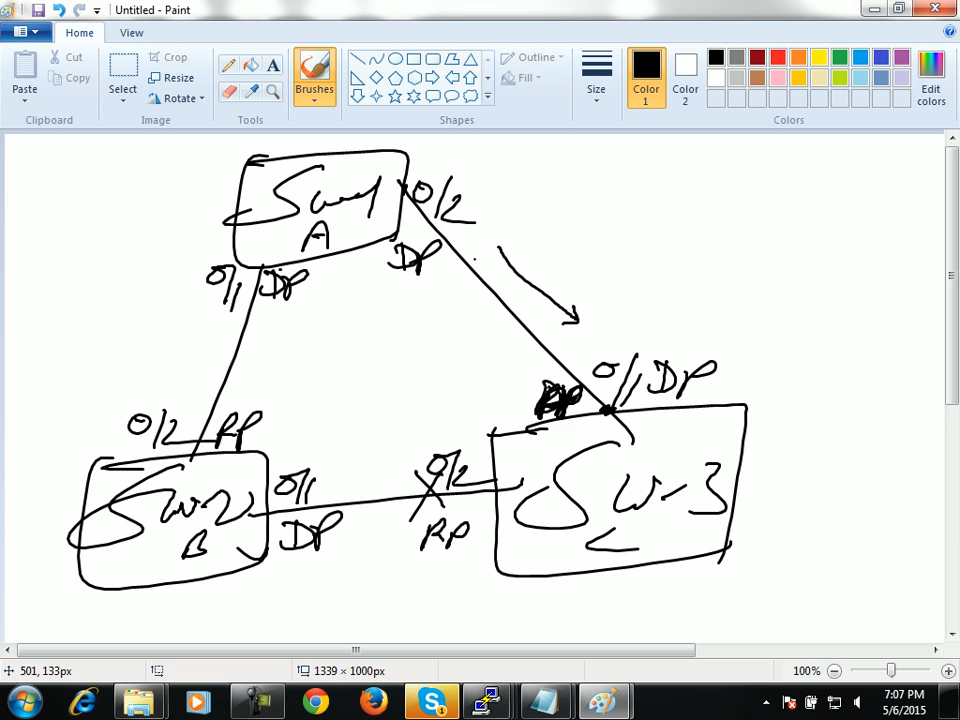 Untitled - Paint
Home
View
Cut
Copy
Paste
Clipboard
Crop
Resize
Rotate
Select
Image
Tools
Brushes
Outline
Fill
Shapes
Size
Color 1
Color 2
Edit colors
Colors
Sw-1
A
0/2
DP
0/1 DP
0/2 RP
0/1 DP
Sw-2
B
0/1
DP
0/2
RP
Sw-3
C
501, 133px
1339 × 1000px
100%
7:07 PM
5/6/2015